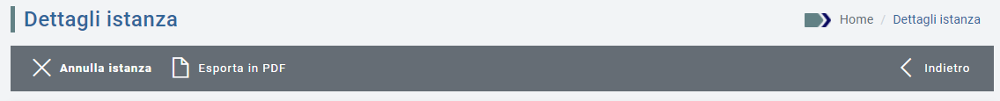 Dettagli istanza
Home / Dettagli istanza
Annulla istanza
Esporta in PDF
Indietro